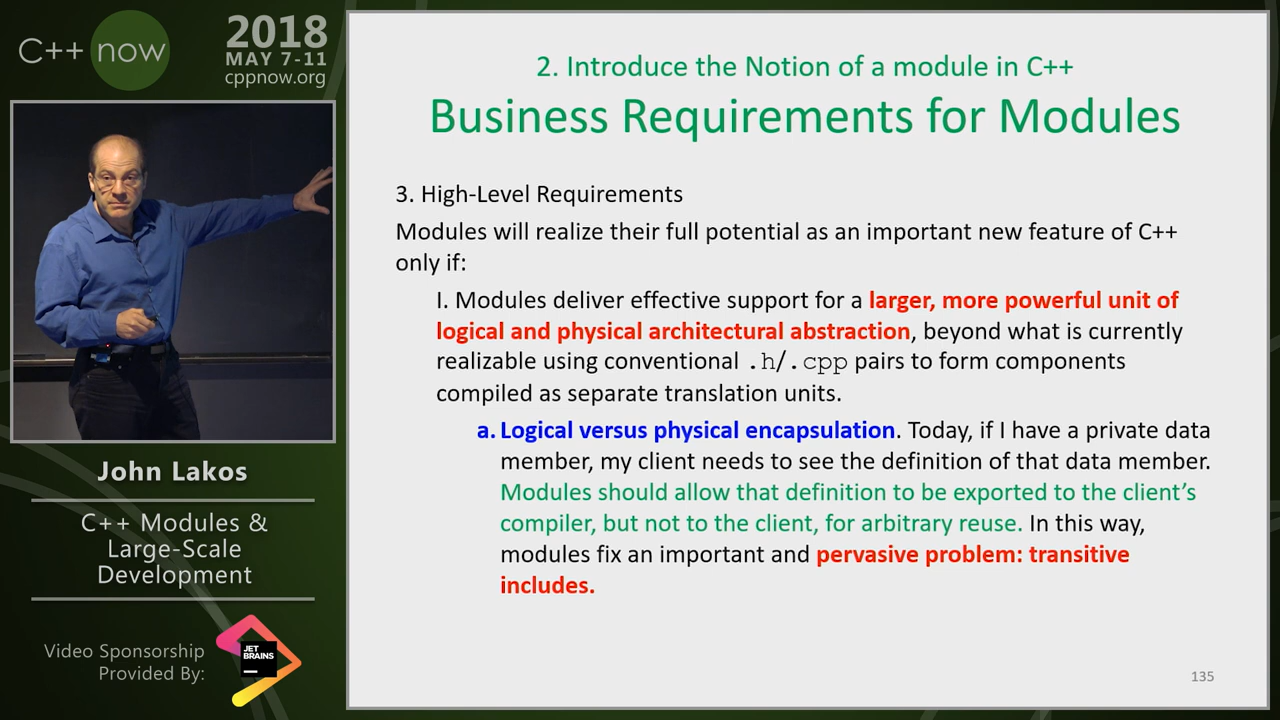 C++ now
2018
MAY 7-11
cppnow.org
John Lakos
C++ Modules &
Large-Scale
Development
Video Sponsorship
Provided By:
JET
BRAINS
2. Introduce the Notion of a module in C++
Business Requirements for Modules
3. High-Level Requirements
Modules will realize their full potential as an important new feature of C++
only if:
I. Modules deliver effective support for a larger, more powerful unit of
logical and physical architectural abstraction, beyond what is currently
realizable using conventional .h/.cpp pairs to form components
compiled as separate translation units.
a. Logical versus physical encapsulation. Today, if I have a private data
member, my client needs to see the definition of that data member.
Modules should allow that definition to be exported to the client’s
compiler, but not to the client, for arbitrary reuse. In this way,
modules fix an important and pervasive problem: transitive
includes.
135